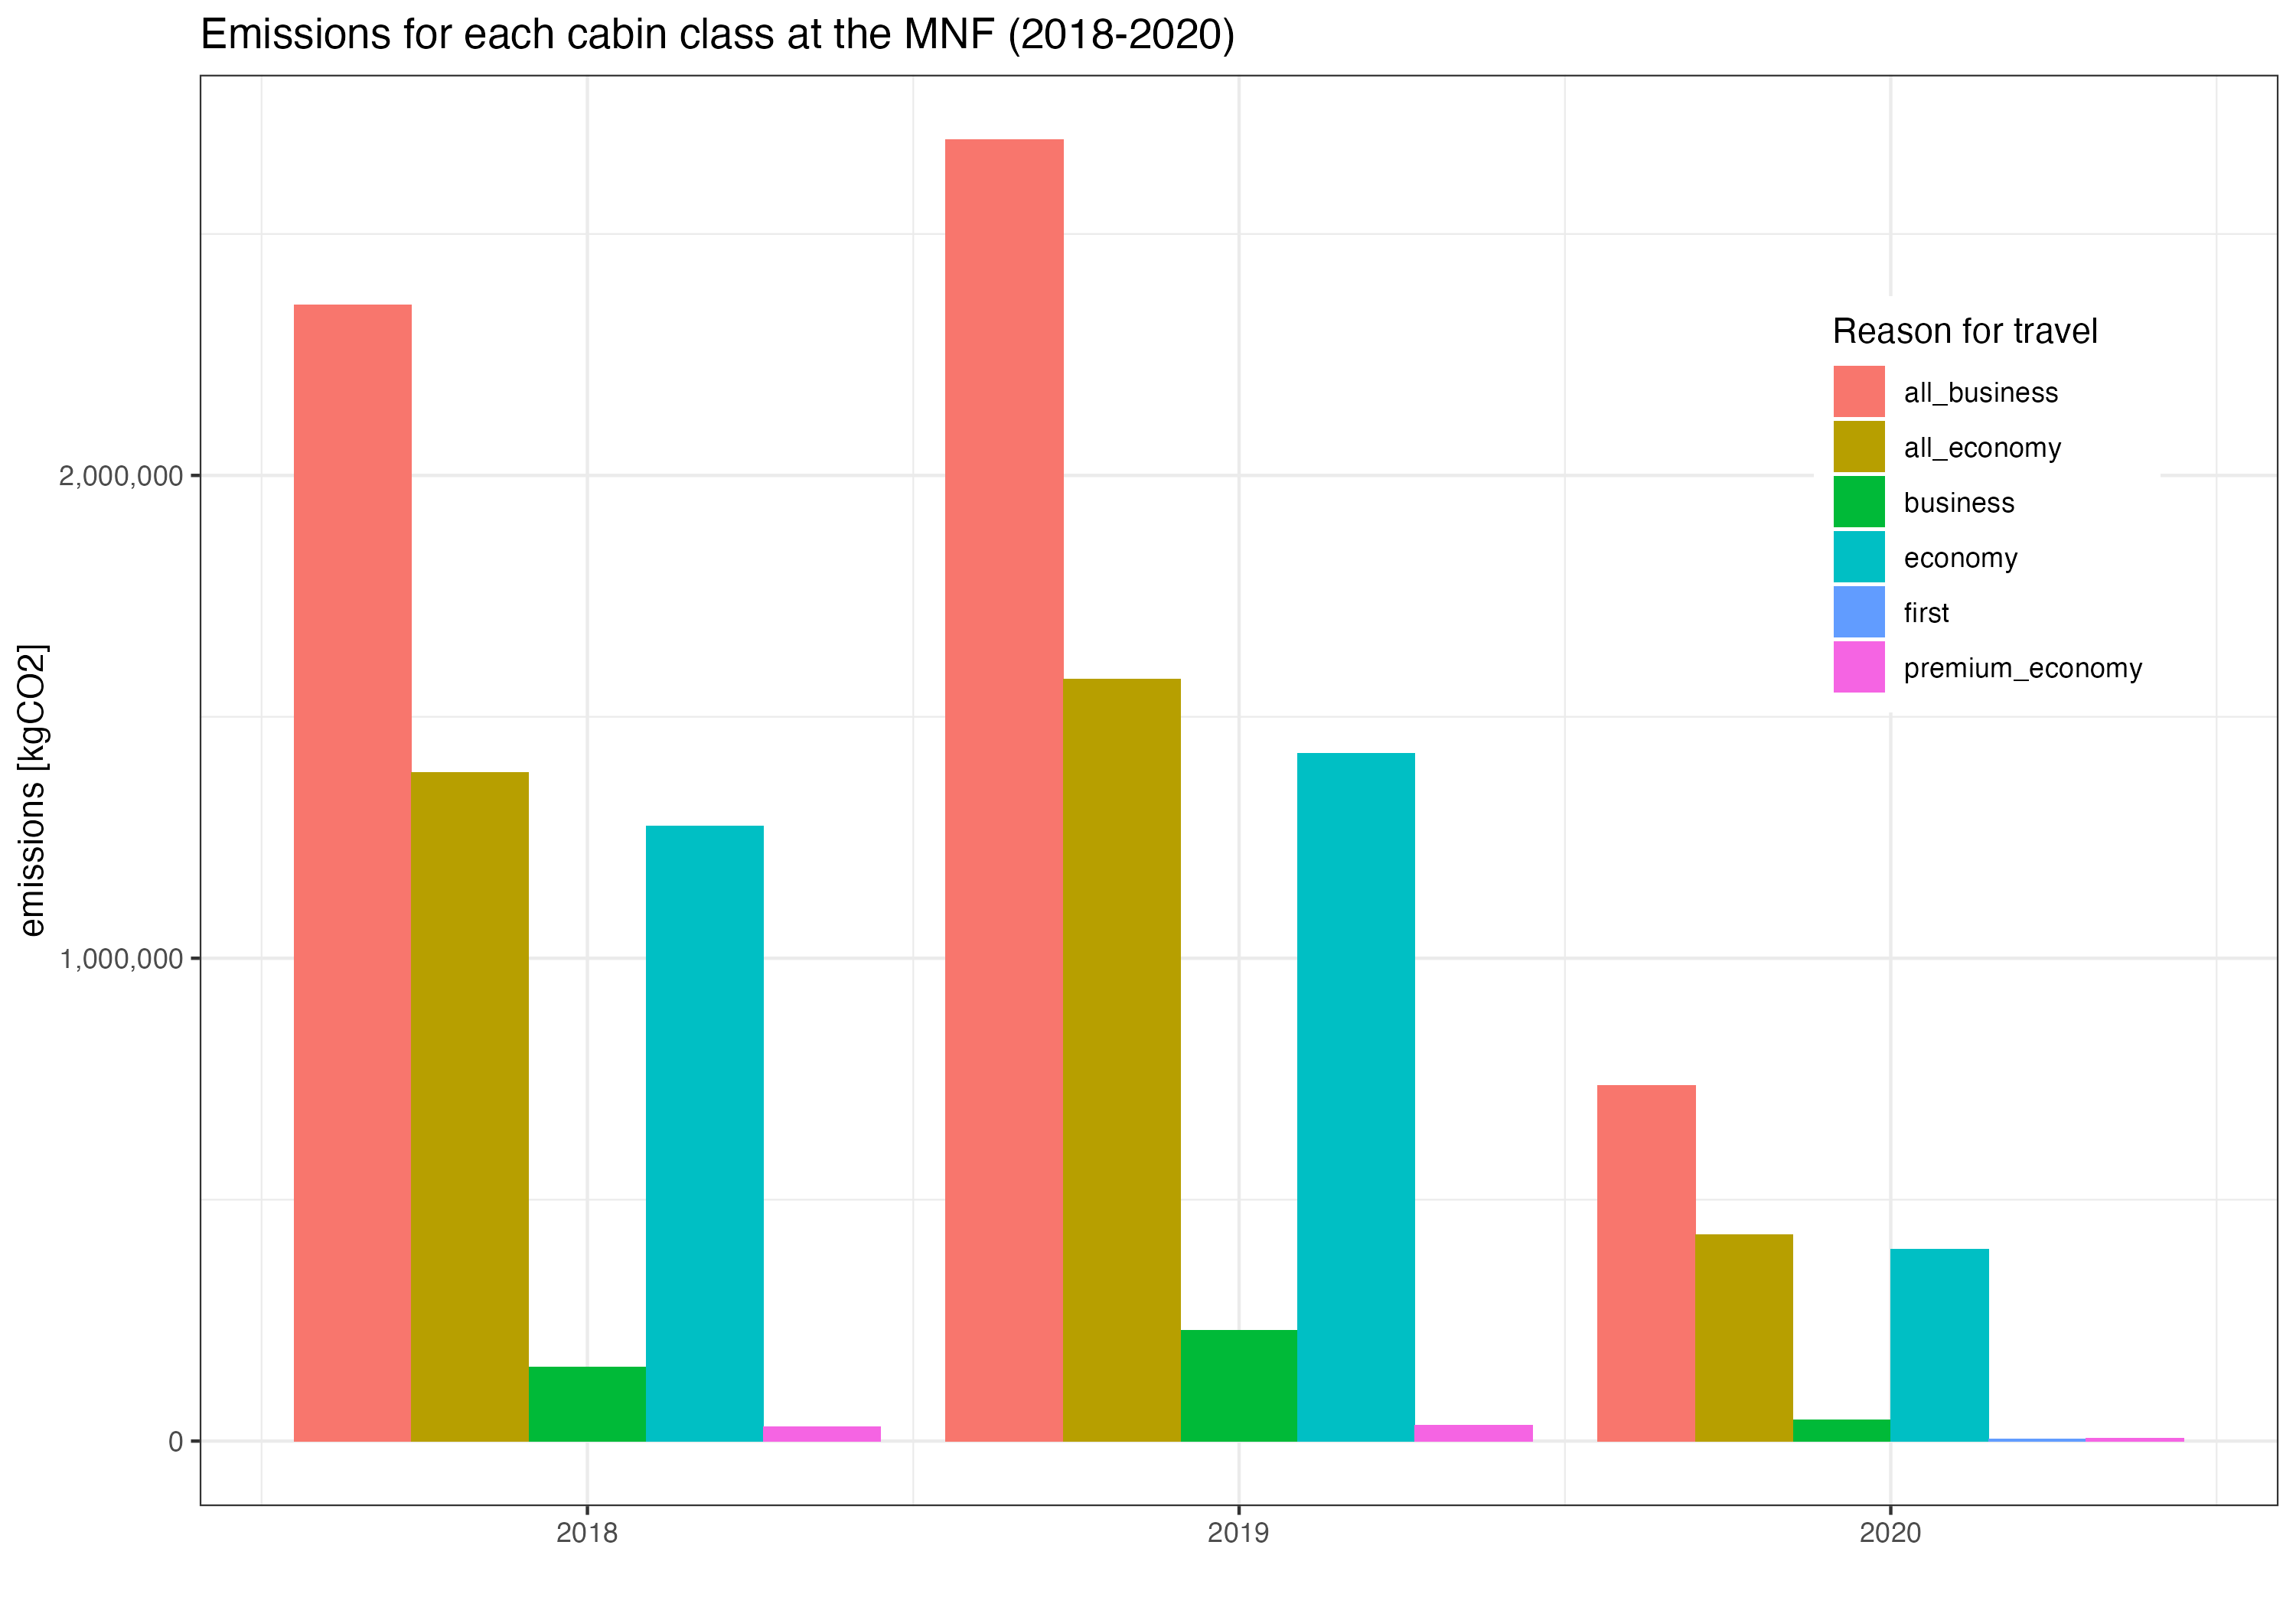 Emissions for each cabin class at the MNF (2018-2020)
emissions [kgCO2]
2,000,000
1,000,000
0
2018
2019
2020
Reason for travel
all_business
all_economy
business
economy
first
premium_economy